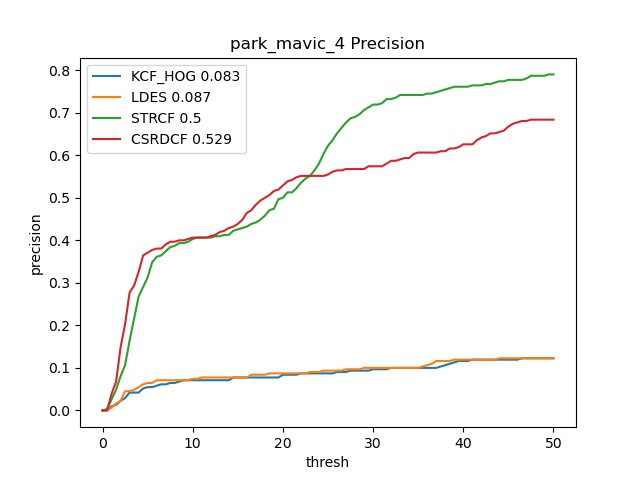 park_mavic_4 Precision
KCF_HOG 0.083
LDES 0.087
STRCF 0.5
CSRDCF 0.529
precision
0.8
0.7
0.6
0.5
0.4
0.3
0.2
0.1
0.0
0 10 20 30 40 50
thresh